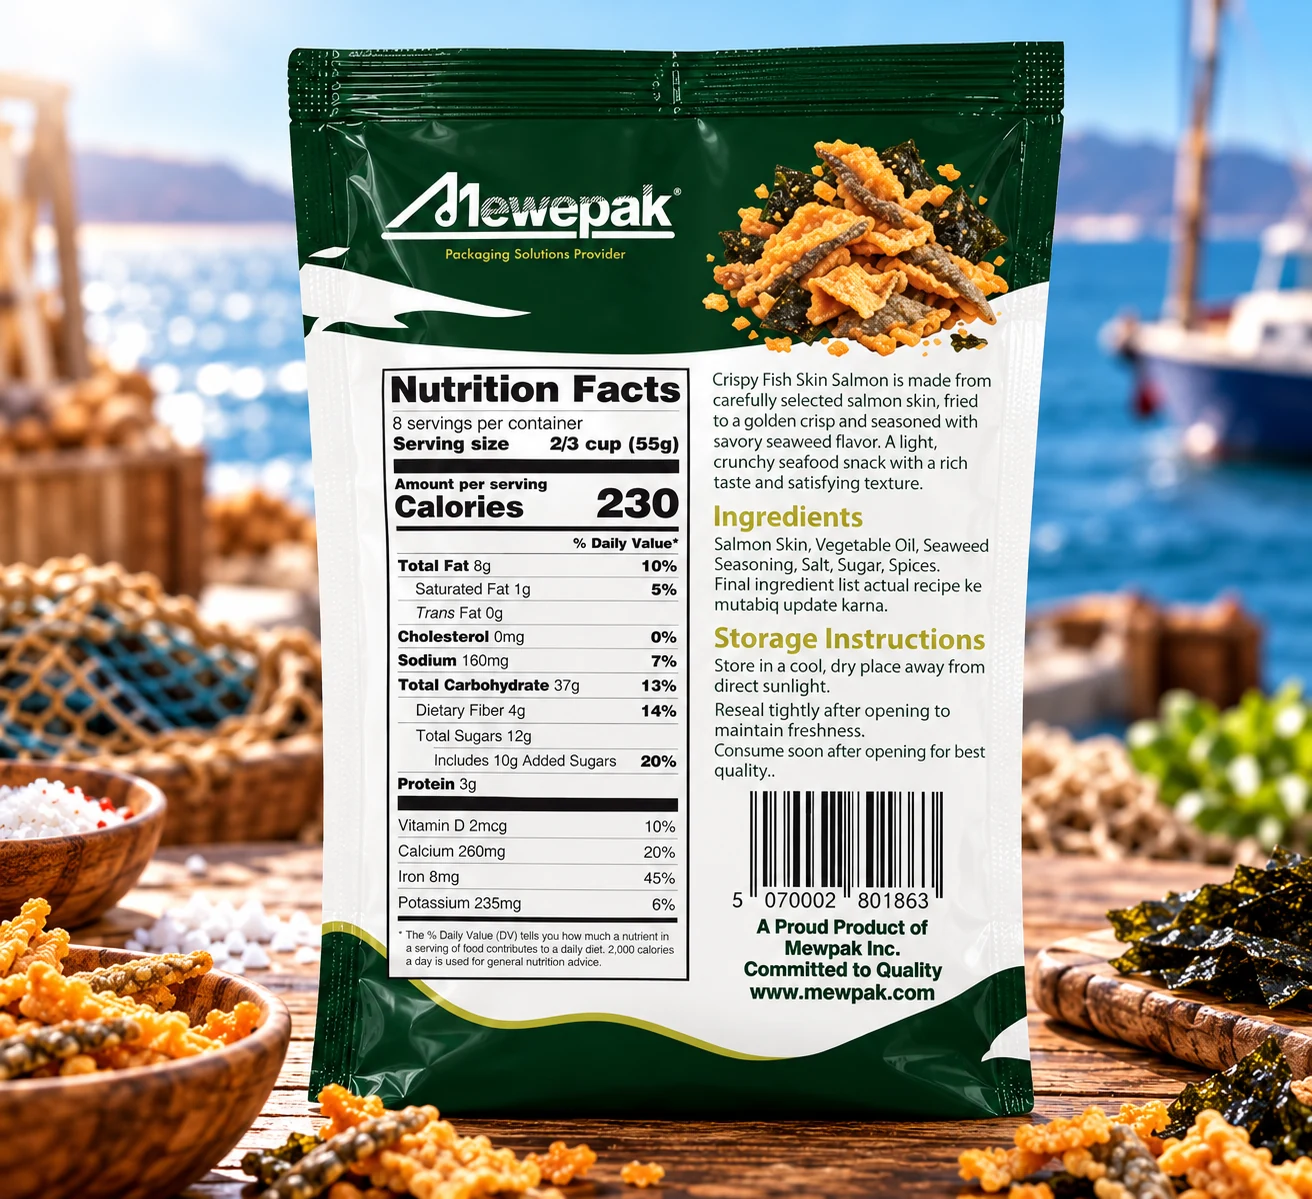 Mewepak®
Packaging Solutions Provider
Nutrition Facts
8 servings per container
Serving size 2/3 cup (55g)
Amount per serving
Calories 230
% Daily Value*
Total Fat 8g 10%
Saturated Fat 1g 5%
Trans Fat 0g
Cholesterol 0mg 0%
Sodium 160mg 7%
Total Carbohydrate 37g 13%
Dietary Fiber 4g 14%
Total Sugars 12g
Includes 10g Added Sugars 20%
Protein 3g
Vitamin D 2mcg 10%
Calcium 260mg 20%
Iron 8mg 45%
Potassium 235mg 6%
* The % Daily Value (DV) tells you how much a nutrient in
a serving of food contributes to a daily diet. 2,000 calories
a day is used for general nutrition advice.
Crispy Fish Skin Salmon is made from
carefully selected salmon skin, fried
to a golden crisp and seasoned with
savory seaweed flavor. A light,
crunchy seafood snack with a rich
taste and satisfying texture.
Ingredients
Salmon Skin, Vegetable Oil, Seaweed
Seasoning, Salt, Sugar, Spices.
Final ingredient list actual recipe ke
mutabiq update karna.
Storage Instructions
Store in a cool, dry place away from
direct sunlight.
Reseal tightly after opening to
maintain freshness.
Consume soon after opening for best
quality..
5 070002 801863
A Proud Product of
Mewpak Inc.
Committed to Quality
www.mewpak.com